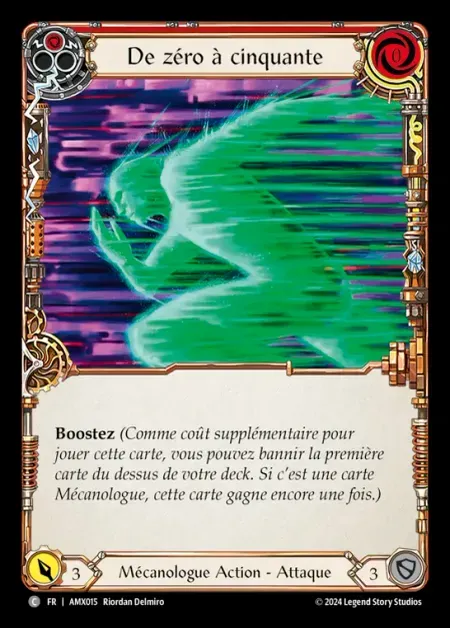 De zéro à cinquante
0
Boostez (Comme coût supplémentaire pour
jouer cette carte, vous pouvez bannir la première
carte du dessus de votre deck. Si c'est une carte
Mécanologue, cette carte gagne encore une fois.)
3
Mécanologue Action - Attaque
3
C FR | AMX015 Riordan Delmiro
© 2024 Legend Story Studios